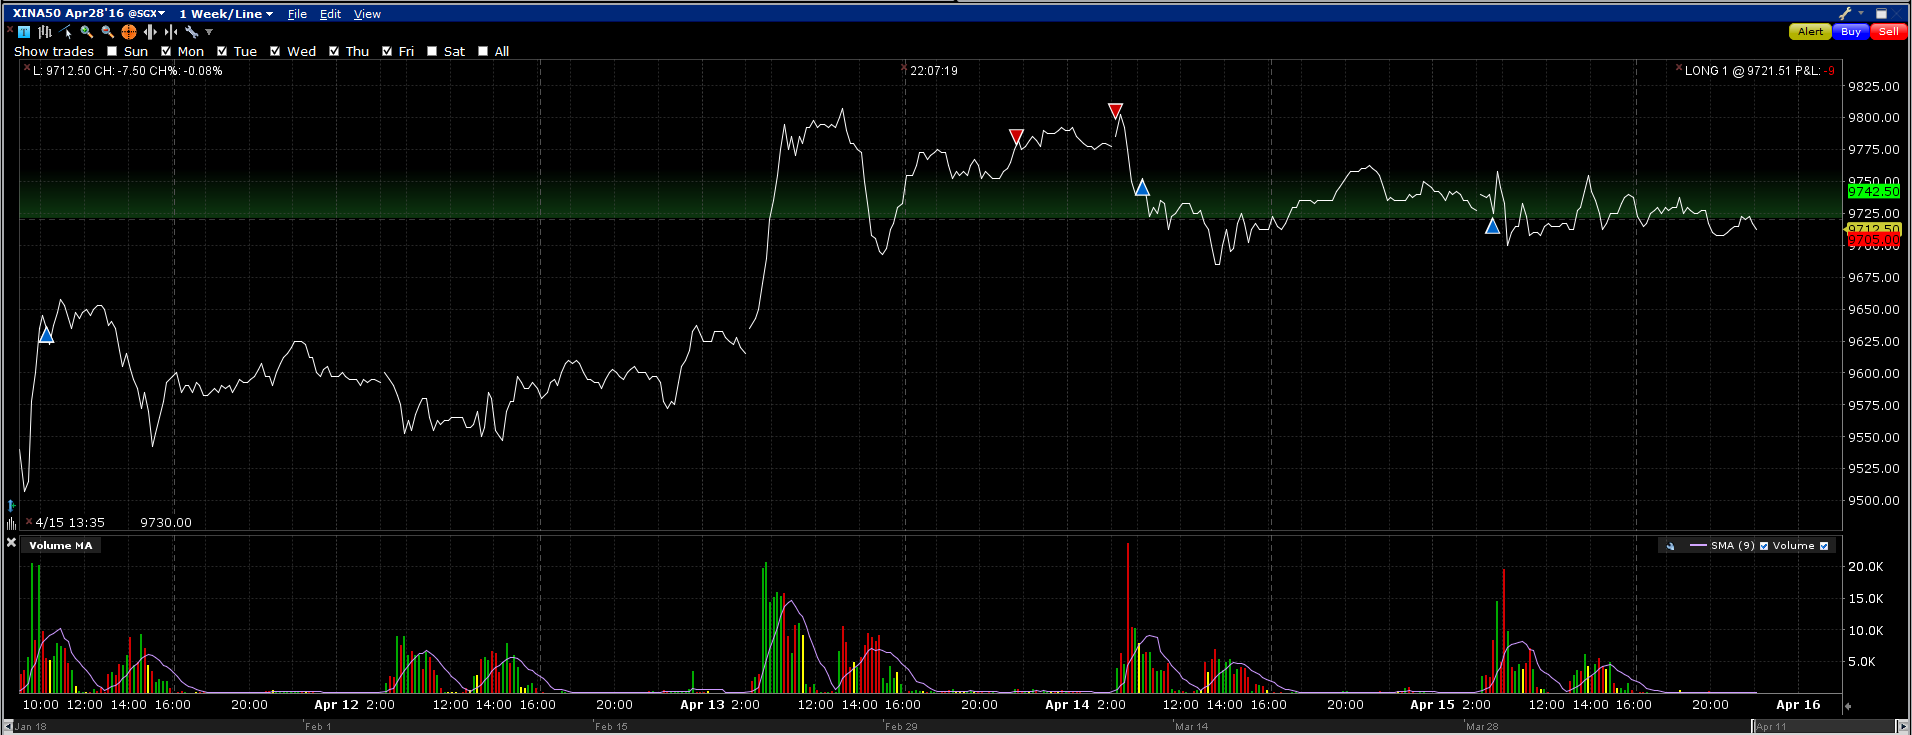 XINA50 Apr28'16 @SGX 1 Week/Line File Edit View
Alert Buy Sell
Show trades Sun Mon Tue Wed Thu Fri Sat All
L: 9712.50 CH: -7.50 CH%: -0.08% 22:07:19 LONG 1 @ 9721.51 P&L: -9
9825.00
9800.00
9775.00
9750.00
9742.50
9725.00
9712.50
9705.00
9700.00
9675.00
9650.00
9625.00
9600.00
9575.00
9550.00
9525.00
9500.00
4/15 13:35 9730.00
Volume MA SMA (9) Volume
20.0K
15.0K
10.0K
5.0K
10:00 12:00 14:00 16:00 20:00 Apr 12 2:00 12:00 14:00 16:00 20:00 Apr 13 2:00 12:00 14:00 16:00 20:00 Apr 14 2:00 12:00 14:00 16:00 20:00 Apr 15 2:00 12:00 14:00 16:00 20:00 Apr 16
Jan 18 Feb 1 Feb 15 Feb 29 Mar 14 Mar 28 Apr 11